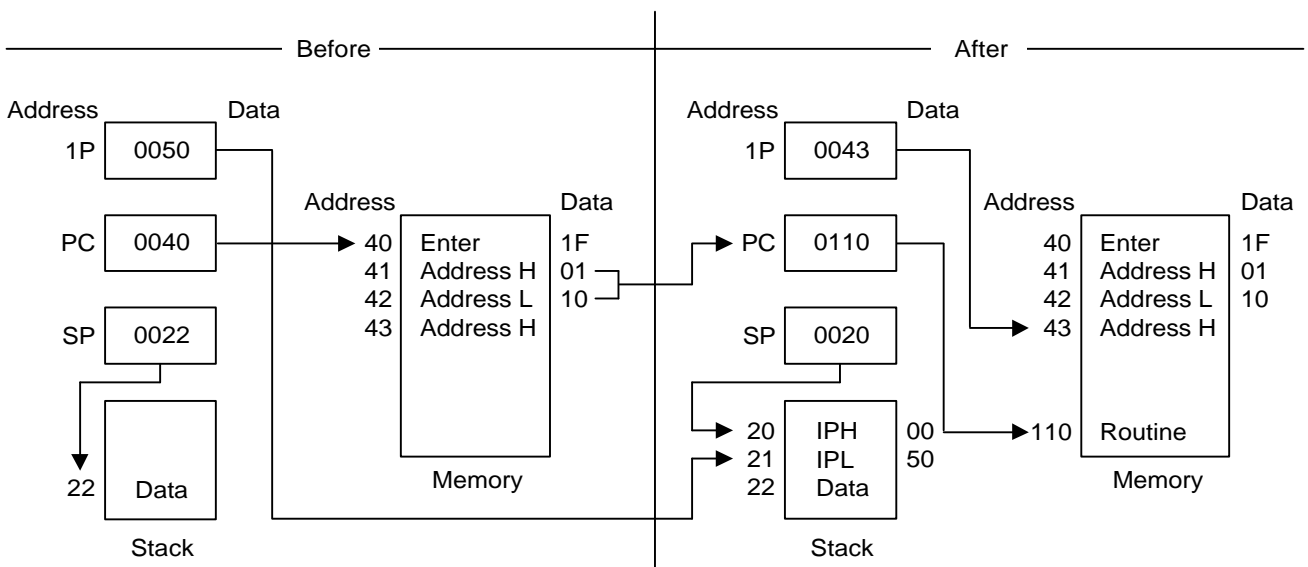 Before
Address Data
1P 0050
PC 0040
SP 0022
22 Data
Stack
Address Data
40 Enter 1F
41 Address H 01
42 Address L 10
43 Address H
Memory
After
Address Data
1P 0043
PC 0110
SP 0020
20 IPH 00
21 IPL 50
22 Data
Stack
Address Data
40 Enter 1F
41 Address H 01
42 Address L 10
43 Address H
110 Routine
Memory